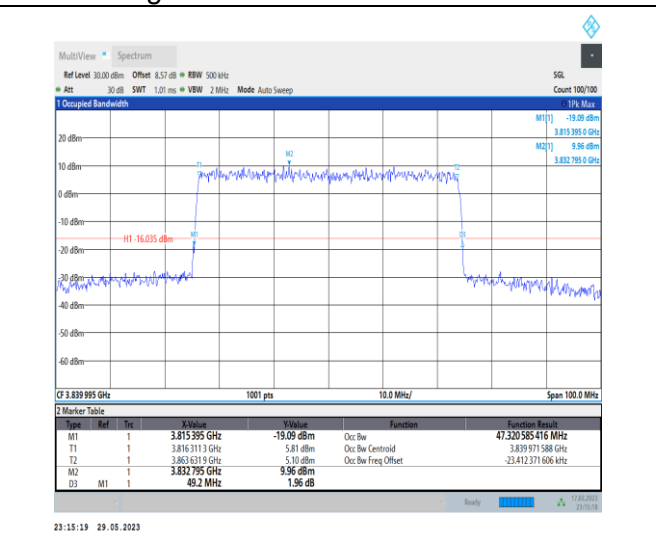 MultiView Spectrum
Ref Level 30.00 dBm Offset 8.57 dB RBW 500 kHz SGL
Att 30 dB SWT 1.01 ms VBW 2 MHz Mode Auto Sweep Count 100/100
1 Occupied Bandwidth 1Pk Max
M1[1] -19.09 dBm
3.815 395 0 GHz
M2[1] 9.96 dBm
3.832 795 0 GHz
20 dBm
M2
T1 T2
10 dBm
0 dBm
-10 dBm
M1 D3
H1 -16.035 dBm
-20 dBm
-30 dBm
-40 dBm
-50 dBm
-60 dBm
CF 3.839 995 GHz 1001 pts 10.0 MHz/ Span 100.0 MHz
2 Marker Table
Type Ref Trc X-Value Y-Value Function Function Result
M1 1 3.815 395 GHz -19.09 dBm Occ Bw 47.320 585 416 MHz
T1 1 3.816 311 3 GHz 5.81 dBm Occ Bw Centroid 3.839 971 588 GHz
T2 1 3.863 631 9 GHz 5.10 dBm Occ Bw Freq Offset -23.412 371 606 kHz
M2 1 3.832 795 GHz 9.96 dBm
D3 M1 1 49.2 MHz 1.96 dB
Ready
23:15:18
23:15:19 29.05.2023